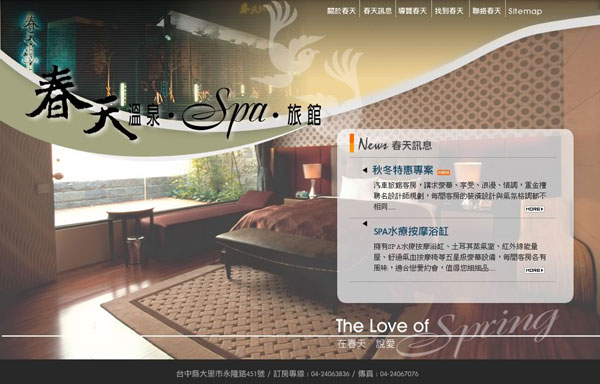 關於春天 春天訊息 導覽春天 找到春天 聯絡春天 Sitemap
春天
春天溫泉・Spa・旅館
News 春天訊息
秋冬特惠專案 NEW
汽車旅館客房,講求豪華、享受、浪漫、情調,重金禮
聘名設計師規劃,每間客房的裝潢設計與氣氛格調都不
相同....
MORE
SPA水療按摩浴缸
擁有SPA水療按摩浴缸、土耳其蒸氣室、紅外線能量
屋、舒通氣血按摩椅等五星級豪華設備,每間客房各有
風味,適合戀愛約會,值得您細細品....
MORE
The Love of Spring
在春天 說愛
台中縣大里市永隆路451號 / 訂房專線:04-24063836 / 傳真:04-24067076